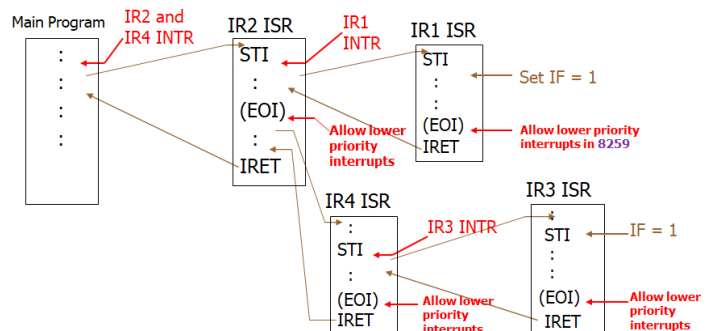 Main Program
IR2 and
IR4 INTR
:
:
:
:
IR2 ISR
STI
:
(EOI)
:
IRET
IR1
INTR
Allow lower
priority
interrupts
IR1 ISR
STI
:
:
(EOI)
IRET
Set IF = 1
Allow lower priority
interrupts in 8259
IR4 ISR
:
STI
:
(EOI)
IRET
IR3 INTR
Allow lower
priority
interrupts
IR3 ISR
:
STI
:
:
(EOI)
IRET
IF = 1
Allow lower
priority
interrupts